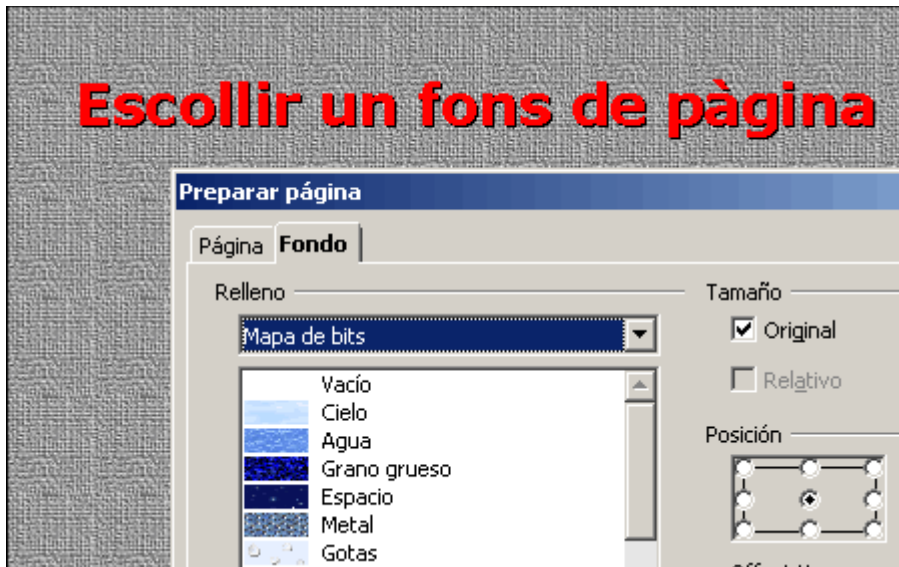 Escollir un fons de pàgina
Preparar página
Página Fondo
Relleno Tamaño
Mapa de bits Original
Vacío Relativo
Cielo
Agua Posición
Grano grueso
Espacio
Metal
Gotas